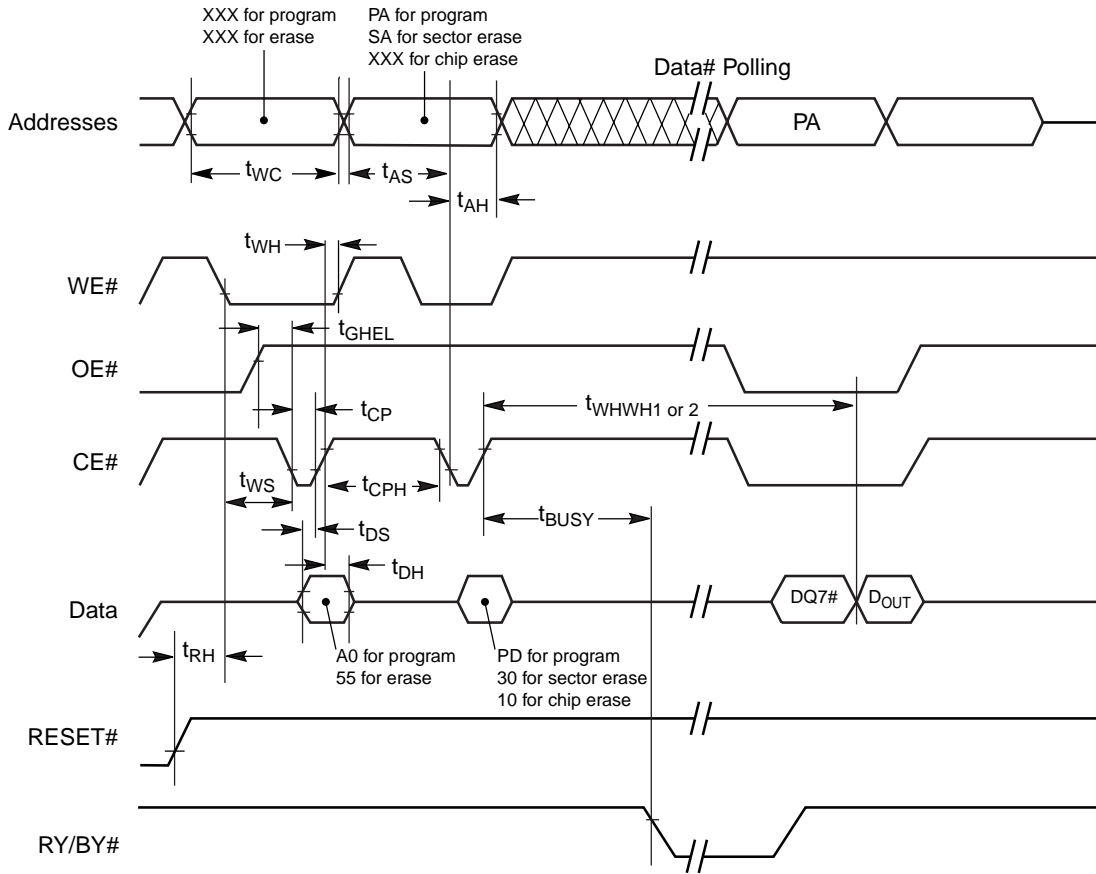 XXX for program
XXX for erase
PA for program
SA for sector erase
XXX for chip erase
Data# Polling
Addresses
PA
tWC
tAS
tAH
tWH
WE#
tGHEL
OE#
tWHWH1 or 2
tCP
CE#
tWS
tCPH
tBUSY
tDS
tDH
Data
DQ7#
DOUT
tRH
A0 for program
55 for erase
PD for program
30 for sector erase
10 for chip erase
RESET#
RY/BY#